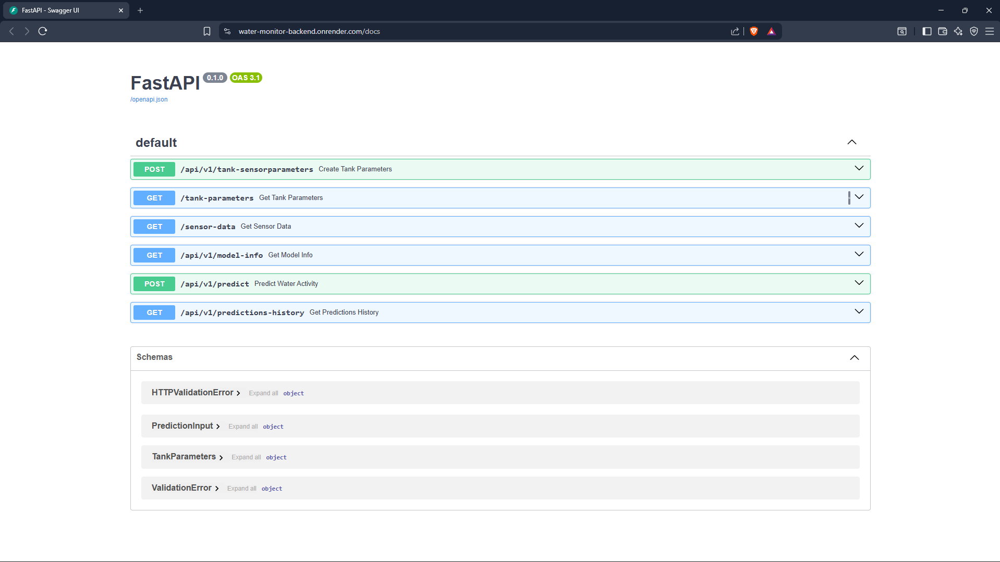 FastAPI - Swagger UI
water-monitor-backend.onrender.com/docs
FastAPI 0.1.0 OAS 3.1
/openapi.json
default
POST /api/v1/tank-sensorparameters Create Tank Parameters
GET /tank-parameters Get Tank Parameters
GET /sensor-data Get Sensor Data
GET /api/v1/model-info Get Model Info
POST /api/v1/predict Predict Water Activity
GET /api/v1/predictions-history Get Predictions History
Schemas
HTTPValidationError Expand all object
PredictionInput Expand all object
TankParameters Expand all object
ValidationError Expand all object